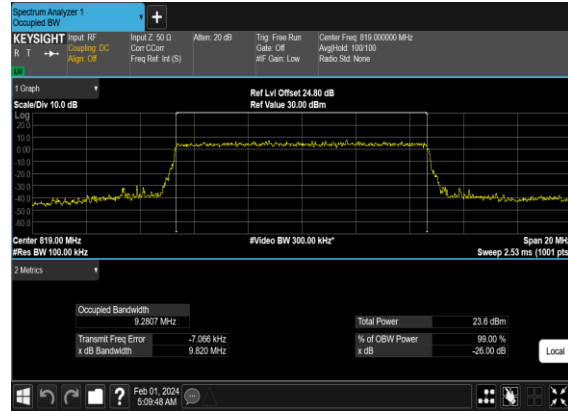 Spectrum Analyzer 1
Occupied BW
+
KEYSIGHT Input: RF Input Z: 50 Ω Atten: 20 dB Trig: Free Run Center Freq: 819.000000 MHz
R T Coupling: DC Corr CCorr Gate: Off Avg|Hold: 100/100
Align: Off Freq Ref: Int (S) #IF Gain: Low Radio Std: None
LXI
1 Graph
Ref Lvl Offset 24.80 dB
Scale/Div 10.0 dB Ref Value 30.00 dBm
Log
20.0
10.0
0.00
-10.0
-20.0
-30.0
-40.0
-50.0
-60.0
Center 819.00 MHz #Video BW 300.00 kHz* Span 20 MHz
#Res BW 100.00 kHz Sweep 2.53 ms (1001 pts
2 Metrics
Occupied Bandwidth
9.2807 MHz Total Power 23.6 dBm
Transmit Freq Error -7.066 kHz % of OBW Power 99.00 %
x dB Bandwidth 9.820 MHz x dB -26.00 dB
Local
? Feb 01, 2024
5:09:48 AM